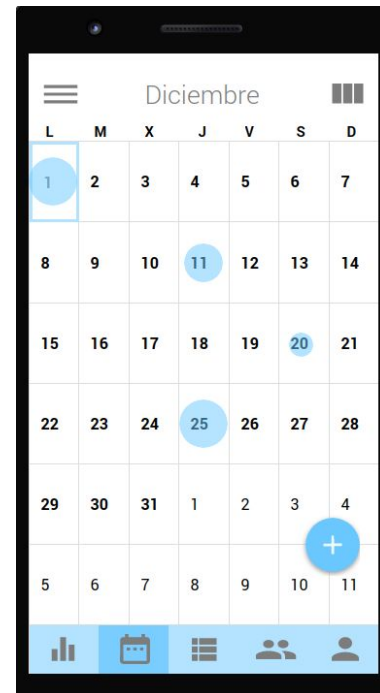 Diciembre
L M X J V S D
1 2 3 4 5 6 7
8 9 10 11 12 13 14
15 16 17 18 19 20 21
22 23 24 25 26 27 28
29 30 31 1 2 3 4
+
5 6 7 8 9 10 11